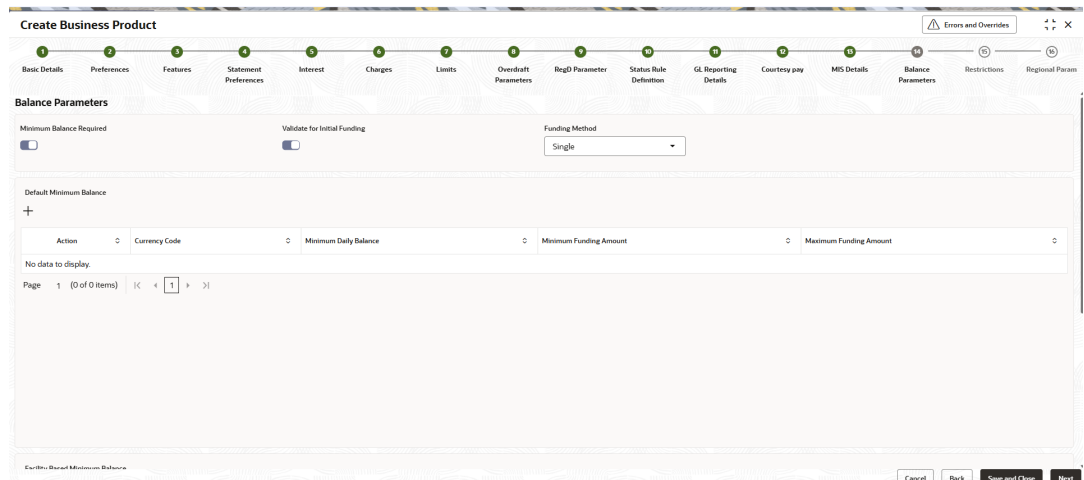 Create Business Product
Errors and Overrides
1 2 3 4 5 6 7 8 9 10 11 12 13 14 15 16
Basic Details Preferences Features Statement Preferences Interest Charges Limits Overdraft Parameters RegD Parameter Status Rule Definition GL Reporting Details Courtesy pay MIS Details Balance Parameters Restrictions Regional Param
Balance Parameters
Minimum Balance Required Validate for Initial Funding Funding Method
Single
Default Minimum Balance
Action Currency Code Minimum Daily Balance Minimum Funding Amount Maximum Funding Amount
No data to display.
Page 1 (0 of 0 items) 1
Facility Based Minimum Balance
Cancel Back Save and Close Next